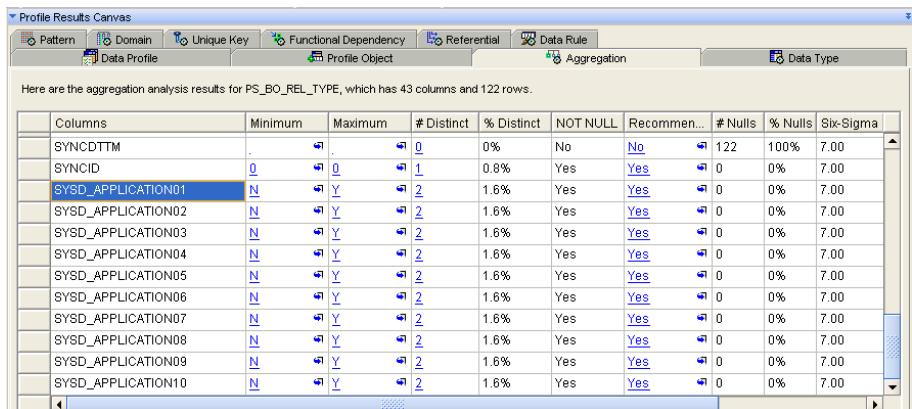 Profile Results Canvas
Pattern Domain Unique Key Functional Dependency Referential Data Rule
Data Profile Profile Object Aggregation Data Type
Here are the aggregation analysis results for PS_BO_REL_TYPE, which has 43 columns and 122 rows.
Columns Minimum Maximum # Distinct % Distinct NOT NULL Recommen... # Nulls % Nulls Six-Sigma
SYNCDTTM . . 0 0% No No 122 100% 7.00
SYNCID 0 0 1 0.8% Yes Yes 0 0% 7.00
SYSD_APPLICATION01 N Y 2 1.6% Yes Yes 0 0% 7.00
SYSD_APPLICATION02 N Y 2 1.6% Yes Yes 0 0% 7.00
SYSD_APPLICATION03 N Y 2 1.6% Yes Yes 0 0% 7.00
SYSD_APPLICATION04 N Y 2 1.6% Yes Yes 0 0% 7.00
SYSD_APPLICATION05 N Y 2 1.6% Yes Yes 0 0% 7.00
SYSD_APPLICATION06 N Y 2 1.6% Yes Yes 0 0% 7.00
SYSD_APPLICATION07 N Y 2 1.6% Yes Yes 0 0% 7.00
SYSD_APPLICATION08 N Y 2 1.6% Yes Yes 0 0% 7.00
SYSD_APPLICATION09 N Y 2 1.6% Yes Yes 0 0% 7.00
SYSD_APPLICATION10 N Y 2 1.6% Yes Yes 0 0% 7.00